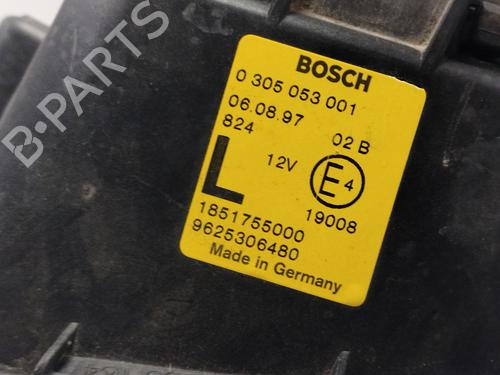 B-PARTS
BOSCH
0 305 053 001
06.08.97 02 B
824
L 12V E4
19008
1851755000
9625306480
Made in Germany